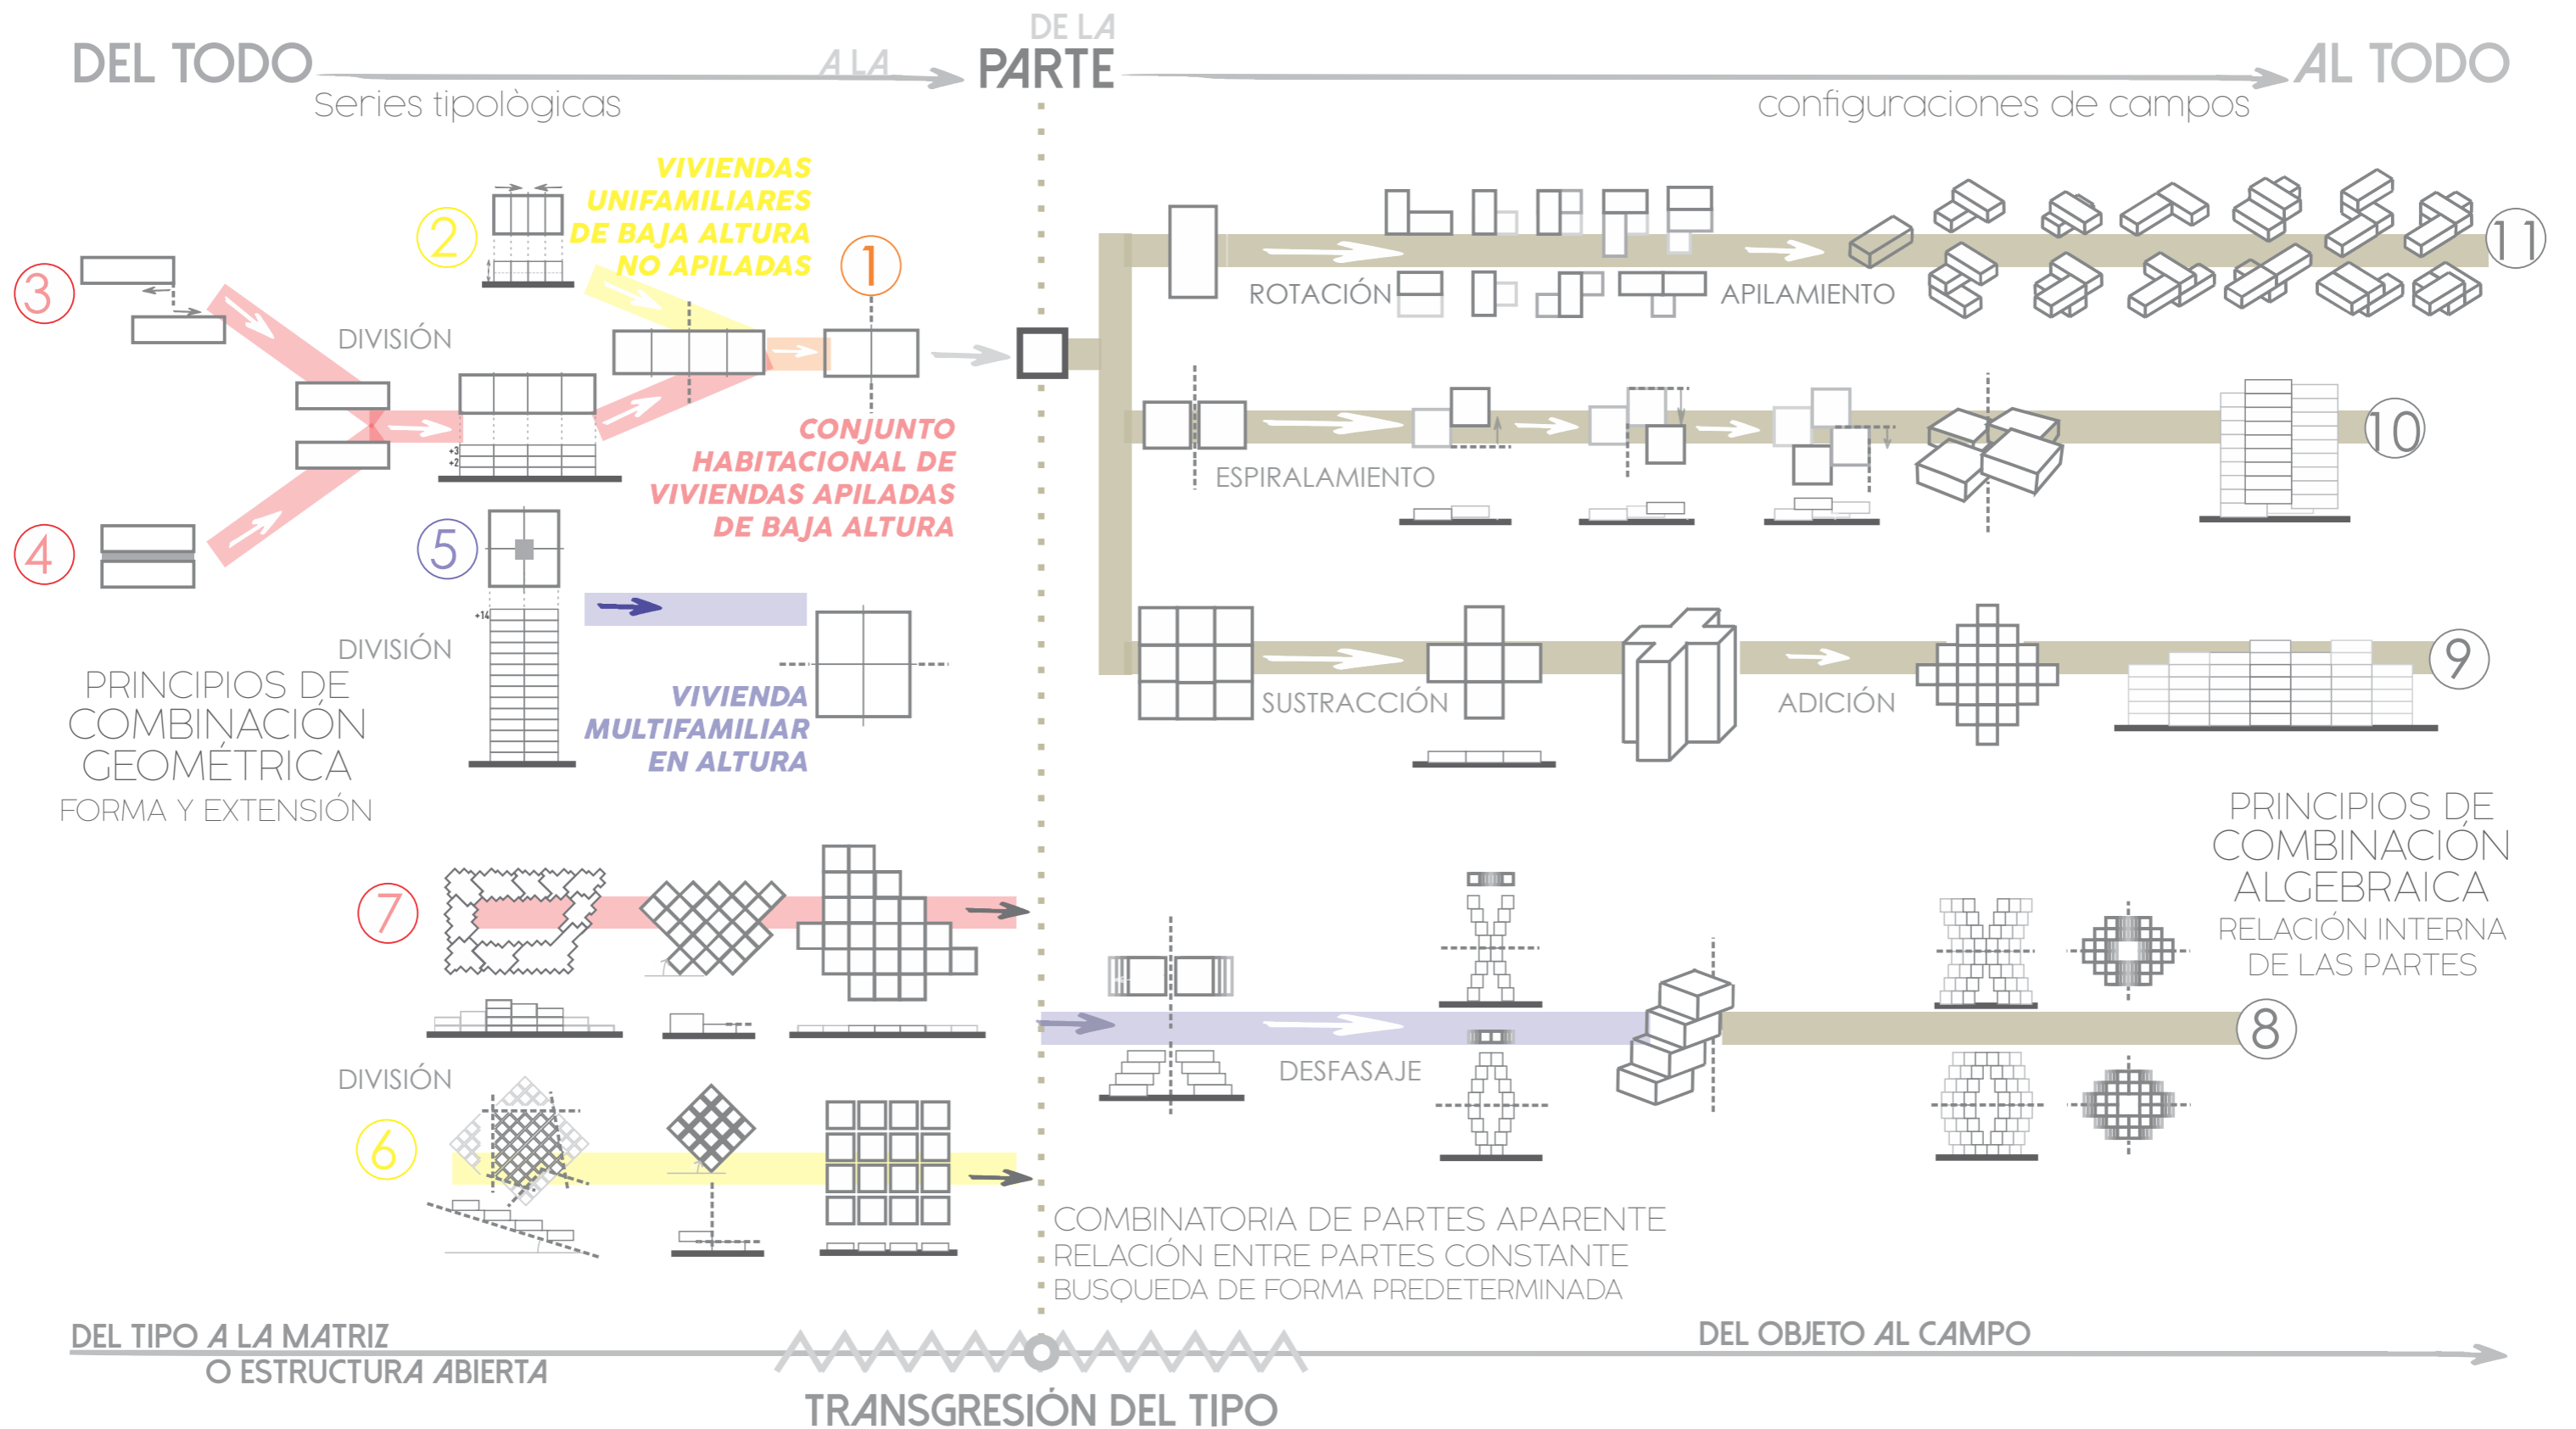 DE LA
DEL TODO
A LA
PARTE
AL TODO
Series tipològicas
configuraciones de campos
VIVIENDAS
UNIFAMILIARES
DE BAJA ALTURA
NO APILADAS
2
1
3
11
ROTACIÓN
APILAMIENTO
DIVISIÓN
CONJUNTO
HABITACIONAL DE
VIVIENDAS APILADAS
DE BAJA ALTURA
+3
+2
10
ESPIRALAMIENTO
4
5
+14
DIVISIÓN
VIVIENDA
MULTIFAMILIAR
EN ALTURA
SUSTRACCIÓN
ADICIÓN
9
PRINCIPIOS DE
COMBINACIÓN
GEOMÉTRICA
FORMA Y EXTENSIÓN
PRINCIPIOS DE
COMBINACIÓN
ALGEBRAICA
RELACIÓN INTERNA
DE LAS PARTES
7
8
DIVISIÓN
DESFASAJE
6
COMBINATORIA DE PARTES APARENTE
RELACIÓN ENTRE PARTES CONSTANTE
BUSQUEDA DE FORMA PREDETERMINADA
DEL TIPO A LA MATRIZ
O ESTRUCTURA ABIERTA
DEL OBJETO AL CAMPO
TRANSGRESIÓN DEL TIPO